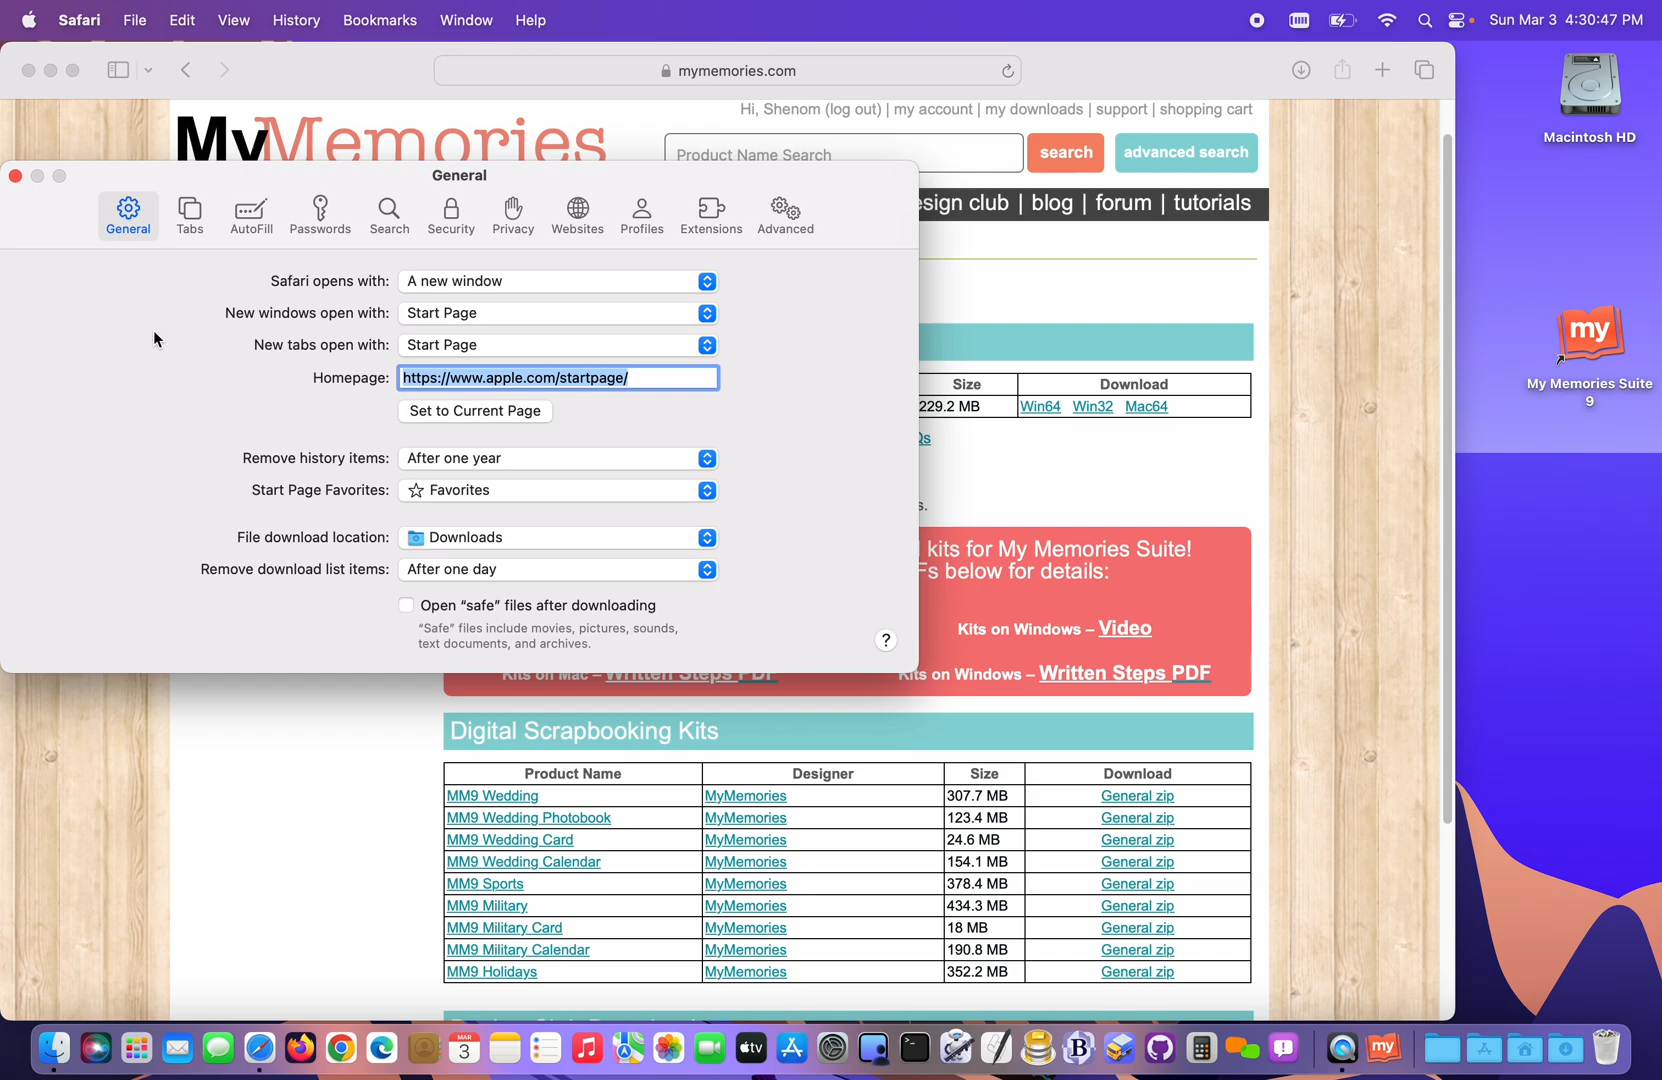 Safari File Edit View History Bookmarks Window Help Sun Mar 3 4:30:47 PM
mymemories.com
Hi, Shenom (log out) | my account | my downloads | support | shopping cart
MyMemories
Product Name Search search advanced search
design club | blog | forum | tutorials
Macintosh HD
my
My Memories Suite
9
General
General Tabs AutoFill Passwords Search Security Privacy Websites Profiles Extensions Advanced
Safari opens with: A new window
New windows open with: Start Page
New tabs open with: Start Page
Homepage: https://www.apple.com/startpage/
Set to Current Page
Remove history items: After one year
Start Page Favorites: Favorites
File download location: Downloads
Remove download list items: After one day
Open “safe” files after downloading
“Safe” files include movies, pictures, sounds,
text documents, and archives.
?
Size Download
229.2 MB Win64 Win32 Mac64
kits for My Memories Suite!
Fs below for details:
Kits on Windows – Video
Kits on Mac – Written Steps PDF Kits on Windows – Written Steps PDF
Digital Scrapbooking Kits
Product Name Designer Size Download
MM9 Wedding MyMemories 307.7 MB General zip
MM9 Wedding Photobook MyMemories 123.4 MB General zip
MM9 Wedding Card MyMemories 24.6 MB General zip
MM9 Wedding Calendar MyMemories 154.1 MB General zip
MM9 Sports MyMemories 378.4 MB General zip
MM9 Military MyMemories 434.3 MB General zip
MM9 Military Card MyMemories 18 MB General zip
MM9 Military Calendar MyMemories 190.8 MB General zip
MM9 Holidays MyMemories 352.2 MB General zip
MAR
3
tv
B
my